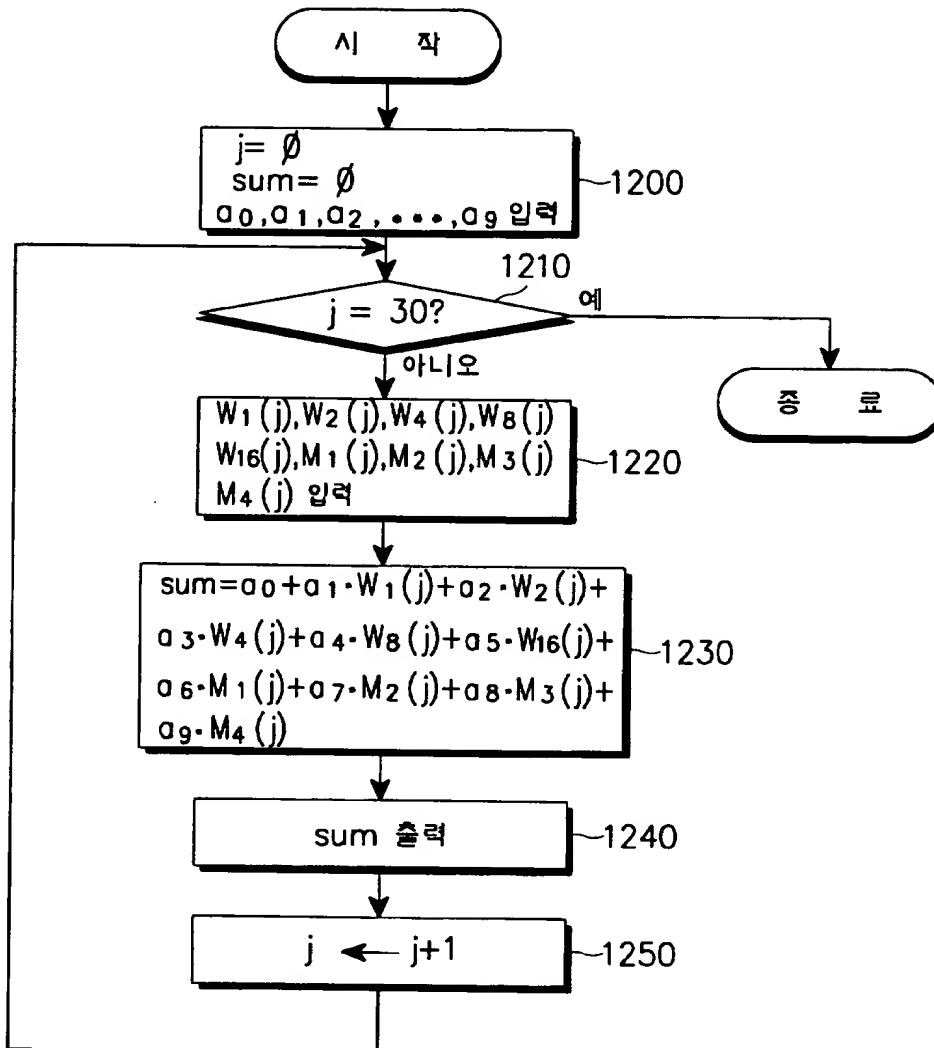 시 작
j= Ø
sum= Ø
a0,a1,a2, •••,a9 입력
1200
1210
j = 30?
예
아니오
종 료
W1(j),W2(j),W4(j),W8(j)
W16(j),M1(j),M2(j),M3(j)
M4(j) 입력
1220
sum=a0+a1·W1(j)+a2·W2(j)+
a3·W4(j)+a4·W8(j)+a5·W16(j)+
a6·M1(j)+a7·M2(j)+a8·M3(j)+
a9·M4(j)
1230
sum 출력
1240
j ← j+1
1250